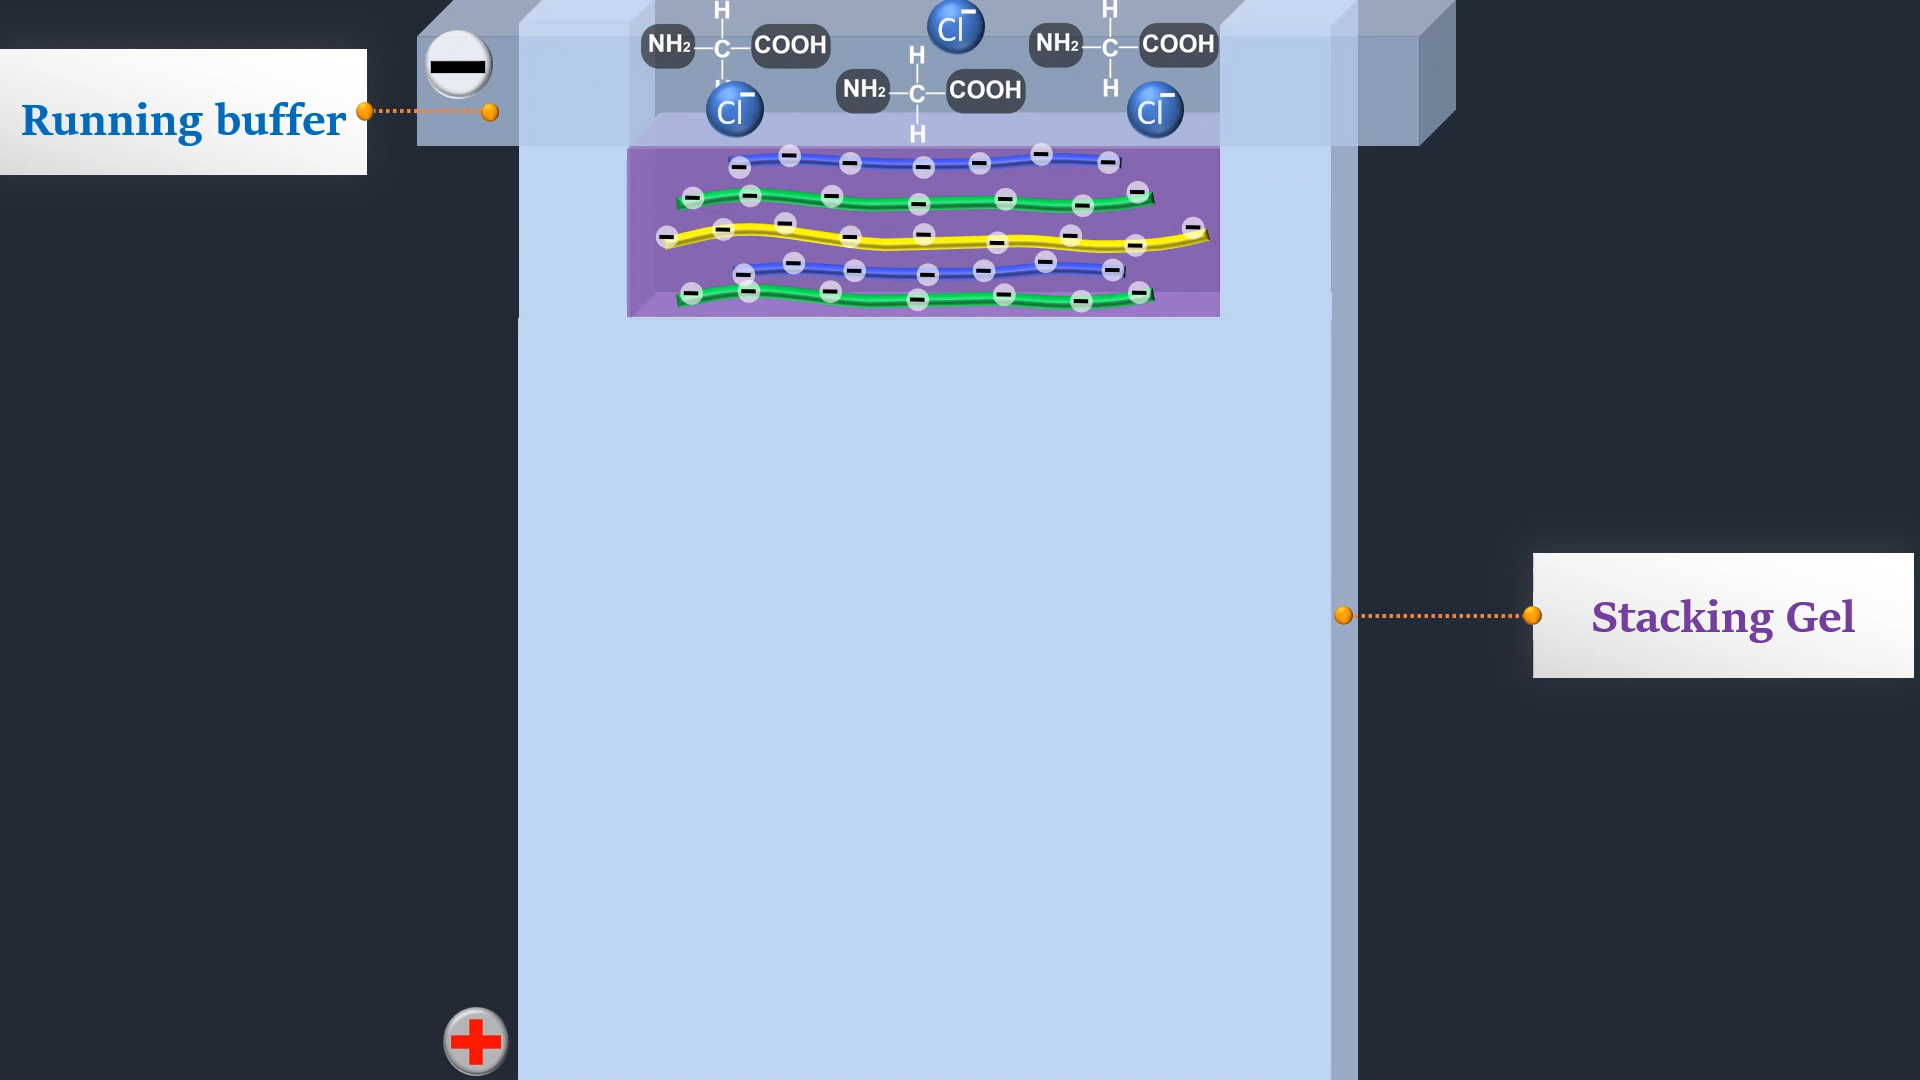 H
NH₂ C COOH
H
Cl⁻
H
NH₂ C COOH
H
Cl⁻
H
NH₂ C COOH
H
Cl⁻
Running buffer
Stacking Gel